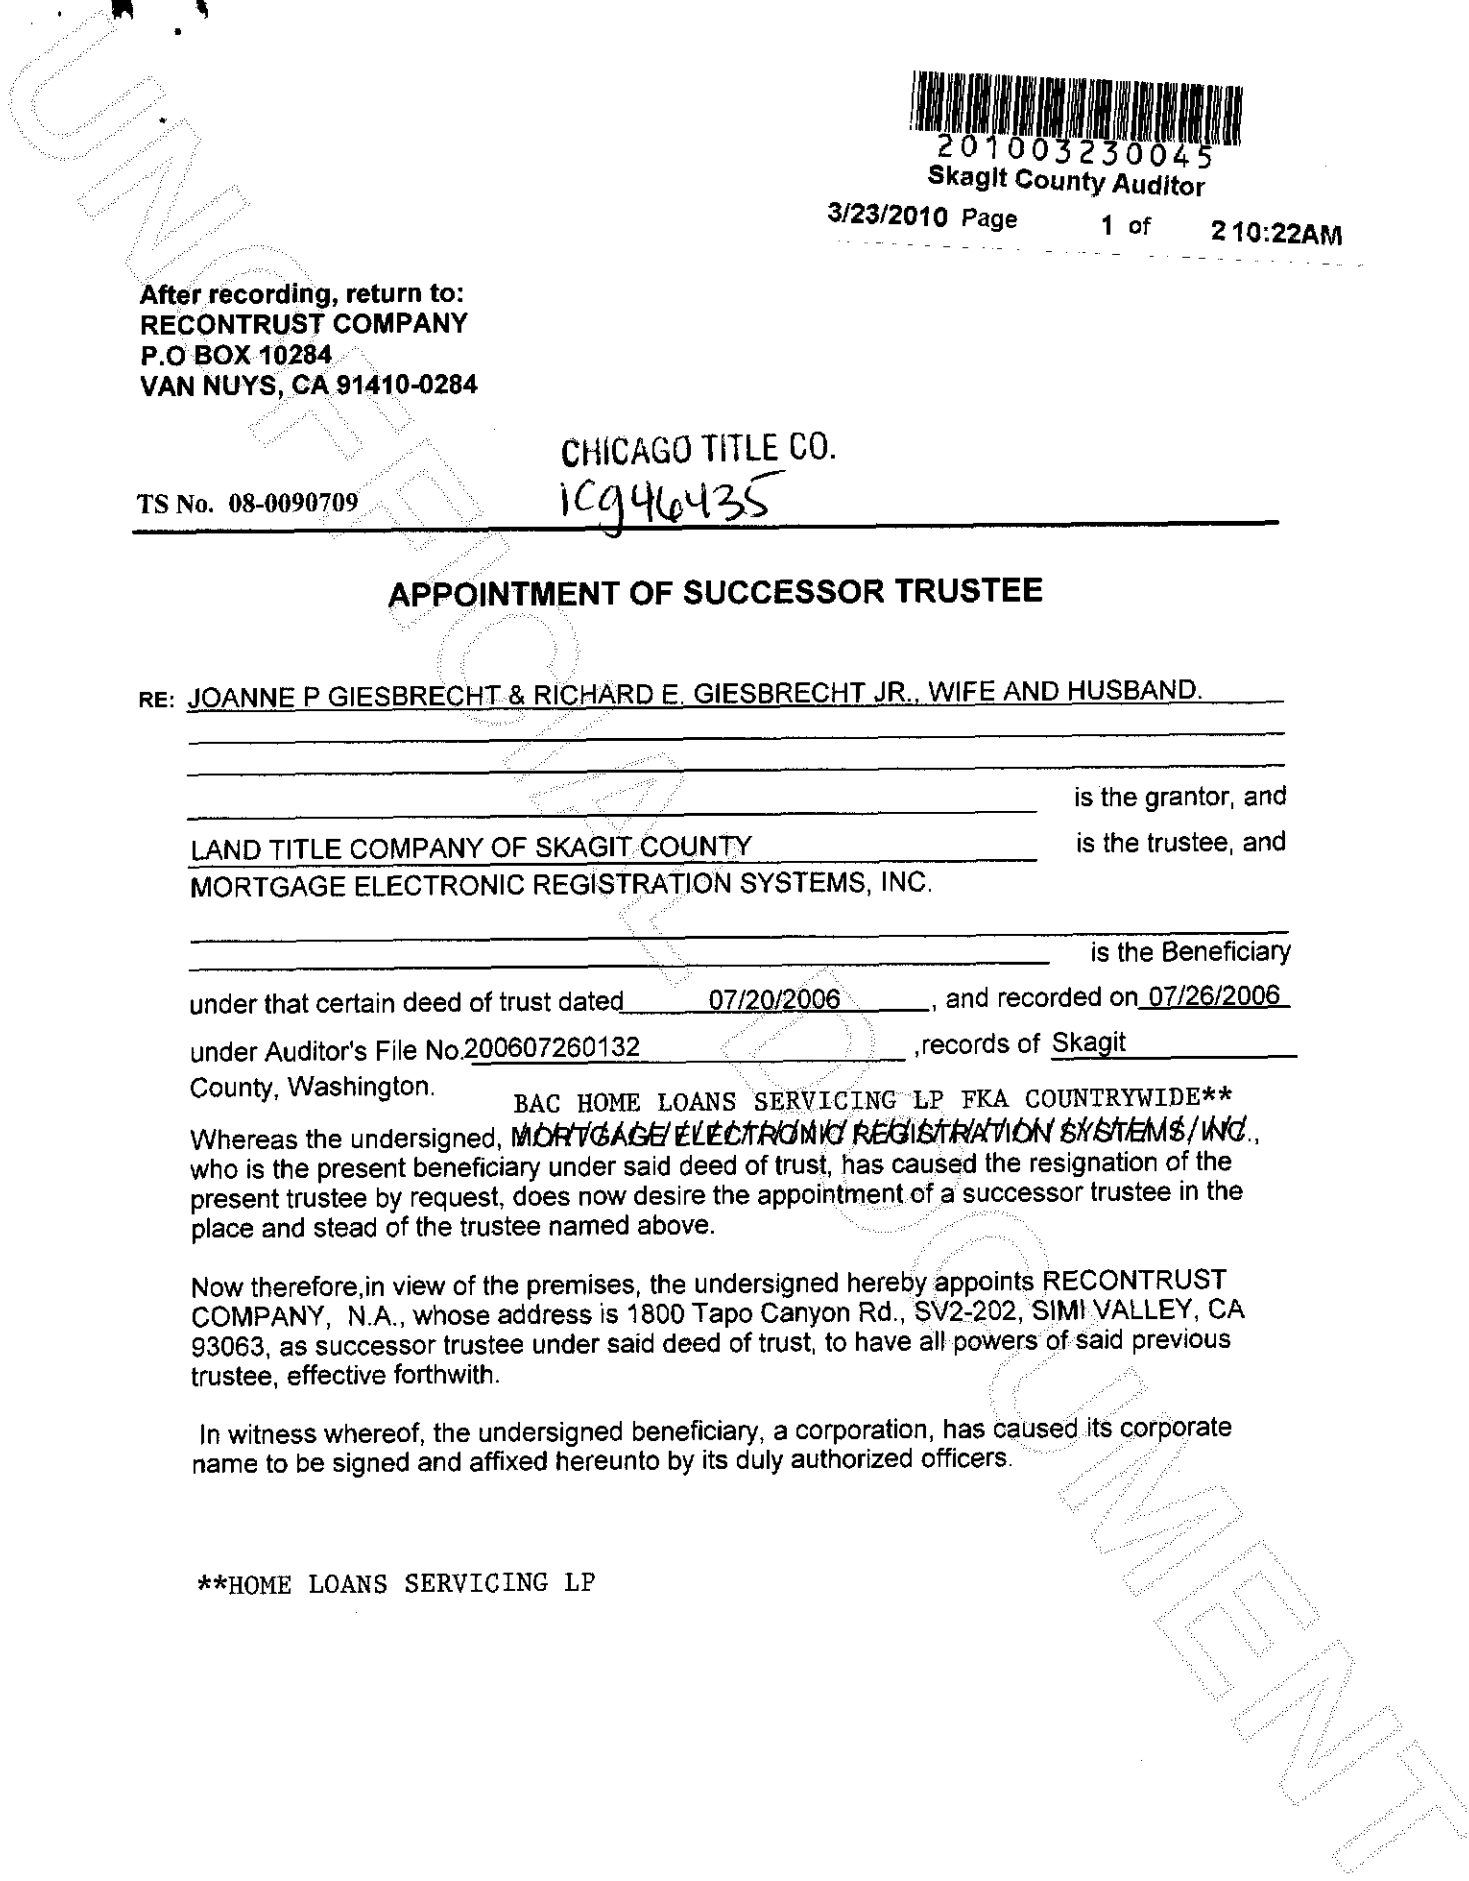 201003230045
Skagit County Auditor
3/23/2010 Page 1 of 2 10:22AM
After recording, return to:
RECONTRUST COMPANY
P.O BOX 10284
VAN NUYS, CA 91410-0284
CHICAGO TITLE CO.
TS No. 08-0090709
1C946435
APPOINTMENT OF SUCCESSOR TRUSTEE
RE: JOANNE P GIESBRECHT & RICHARD E. GIESBRECHT JR., WIFE AND HUSBAND.
is the grantor, and
LAND TITLE COMPANY OF SKAGIT COUNTY is the trustee, and
MORTGAGE ELECTRONIC REGISTRATION SYSTEMS, INC.
is the Beneficiary
under that certain deed of trust dated 07/20/2006, and recorded on 07/26/2006
under Auditor's File No.200607260132 ,records of Skagit
County, Washington.
BAC HOME LOANS SERVICING LP FKA COUNTRYWIDE**
Whereas the undersigned, MORTGAGE ELECTRONIC REGISTRATION SYSTEMS, INC.,
who is the present beneficiary under said deed of trust, has caused the resignation of the
present trustee by request, does now desire the appointment of a successor trustee in the
place and stead of the trustee named above.
Now therefore,in view of the premises, the undersigned hereby appoints RECONTRUST
COMPANY, N.A., whose address is 1800 Tapo Canyon Rd., SV2-202, SIMI VALLEY, CA
93063, as successor trustee under said deed of trust, to have all powers of said previous
trustee, effective forthwith.
In witness whereof, the undersigned beneficiary, a corporation, has caused its corporate
name to be signed and affixed hereunto by its duly authorized officers.
**HOME LOANS SERVICING LP
UNOFFICIAL DOCUMENT